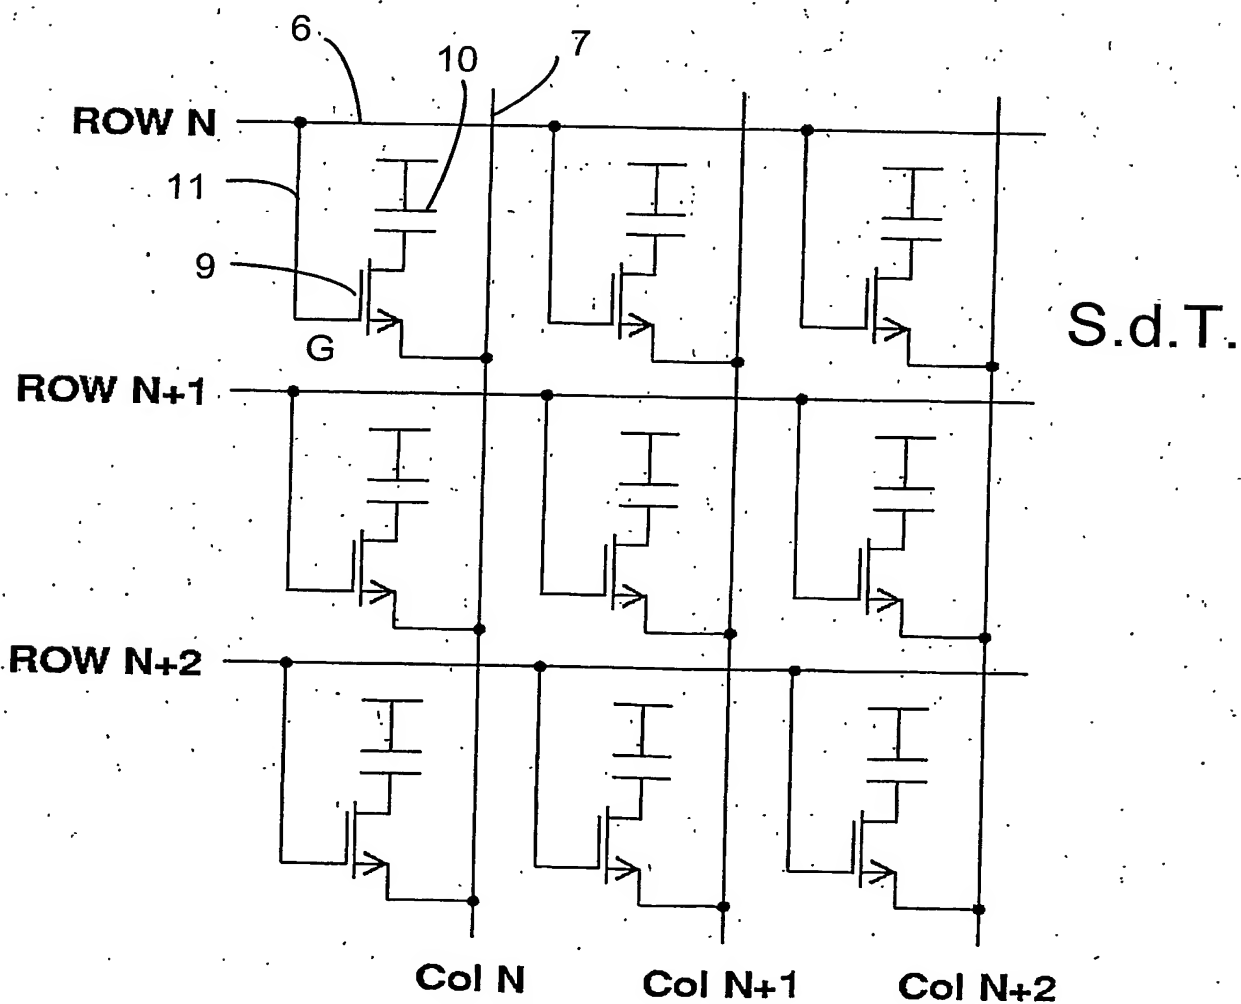 6
10
7
ROW N
11
9
S.d.T.
G
ROW N+1
ROW N+2
Col N
Col N+1
Col N+2